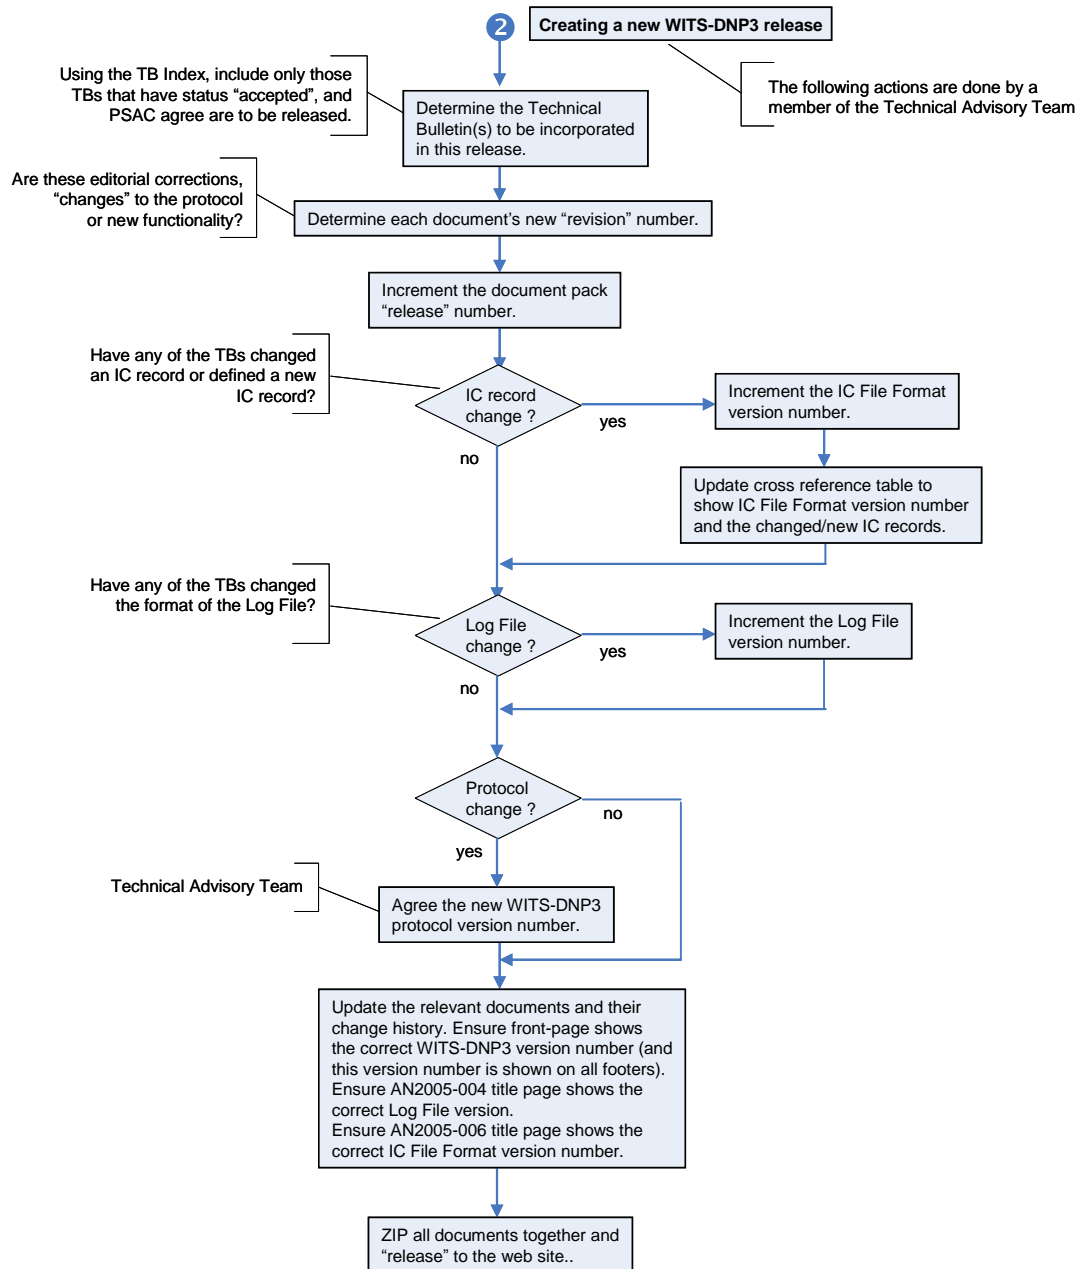 2
Creating a new WITS-DNP3 release
Using the TB Index, include only those
TBs that have status “accepted”, and
PSAC agree are to be released.
The following actions are done by a
member of the Technical Advisory Team
Determine the Technical
Bulletin(s) to be incorporated
in this release.
Are these editorial corrections,
“changes” to the protocol
or new functionality?
Determine each document’s new “revision” number.
Increment the document pack
“release” number.
Have any of the TBs changed
an IC record or defined a new
IC record?
IC record
change ?
yes
no
Increment the IC File Format
version number.
Update cross reference table to
show IC File Format version number
and the changed/new IC records.
Have any of the TBs changed
the format of the Log File?
Log File
change ?
yes
no
Increment the Log File
version number.
Protocol
change ?
no
yes
Technical Advisory Team
Agree the new WITS-DNP3
protocol version number.
Update the relevant documents and their
change history. Ensure front-page shows
the correct WITS-DNP3 version number (and
this version number is shown on all footers).
Ensure AN2005-004 title page shows the
correct Log File version.
Ensure AN2005-006 title page shows the
correct IC File Format version number.
ZIP all documents together and
“release” to the web site..